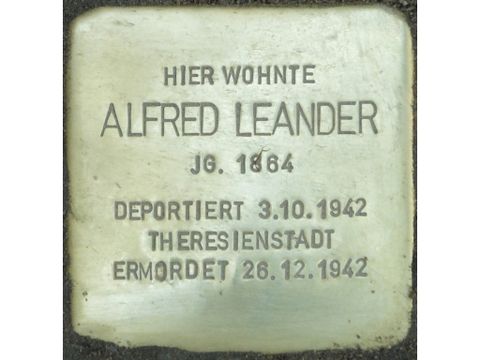 HIER WOHNTE
ALFRED LEANDER
JG. 1864
DEPORTIERT 3.10.1942
THERESIENSTADT
ERMORDET 26.12.1942